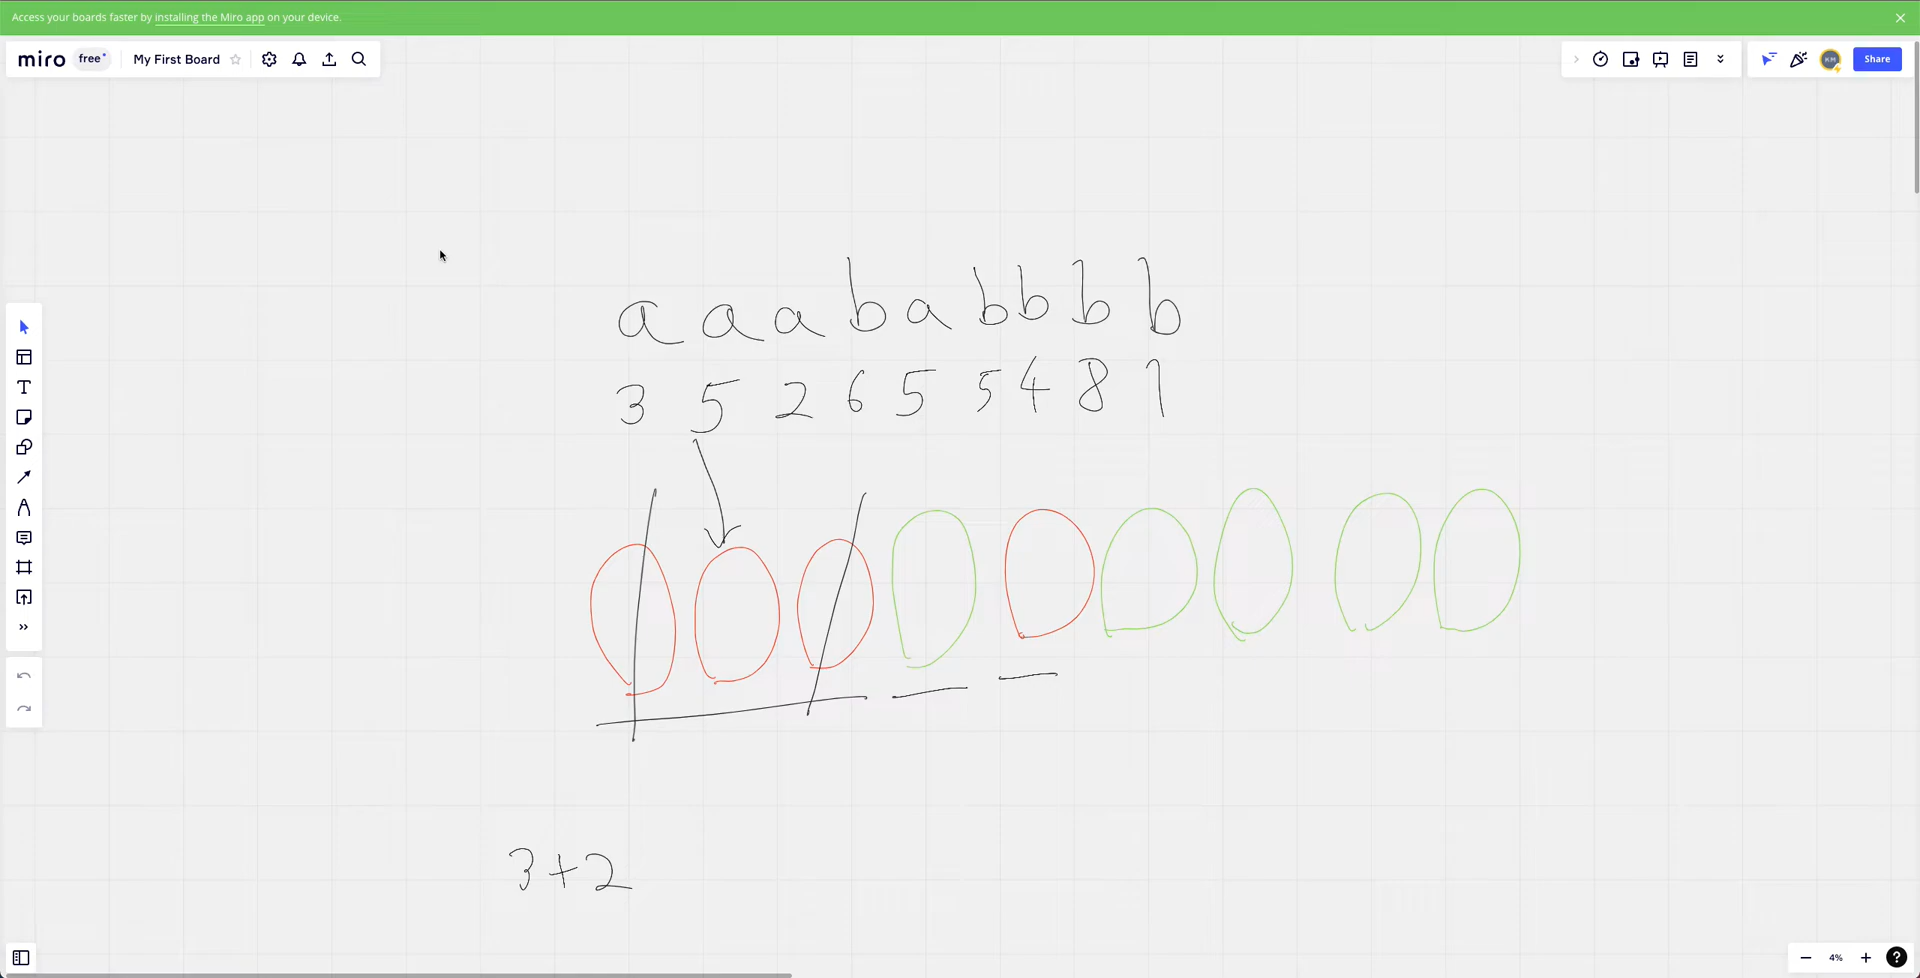 Access your boards faster by installing the Miro app on your device.
miro free My First Board Share
a a a b a b b b b
3 5 2 6 5 5 4 8 1
3+2
4%